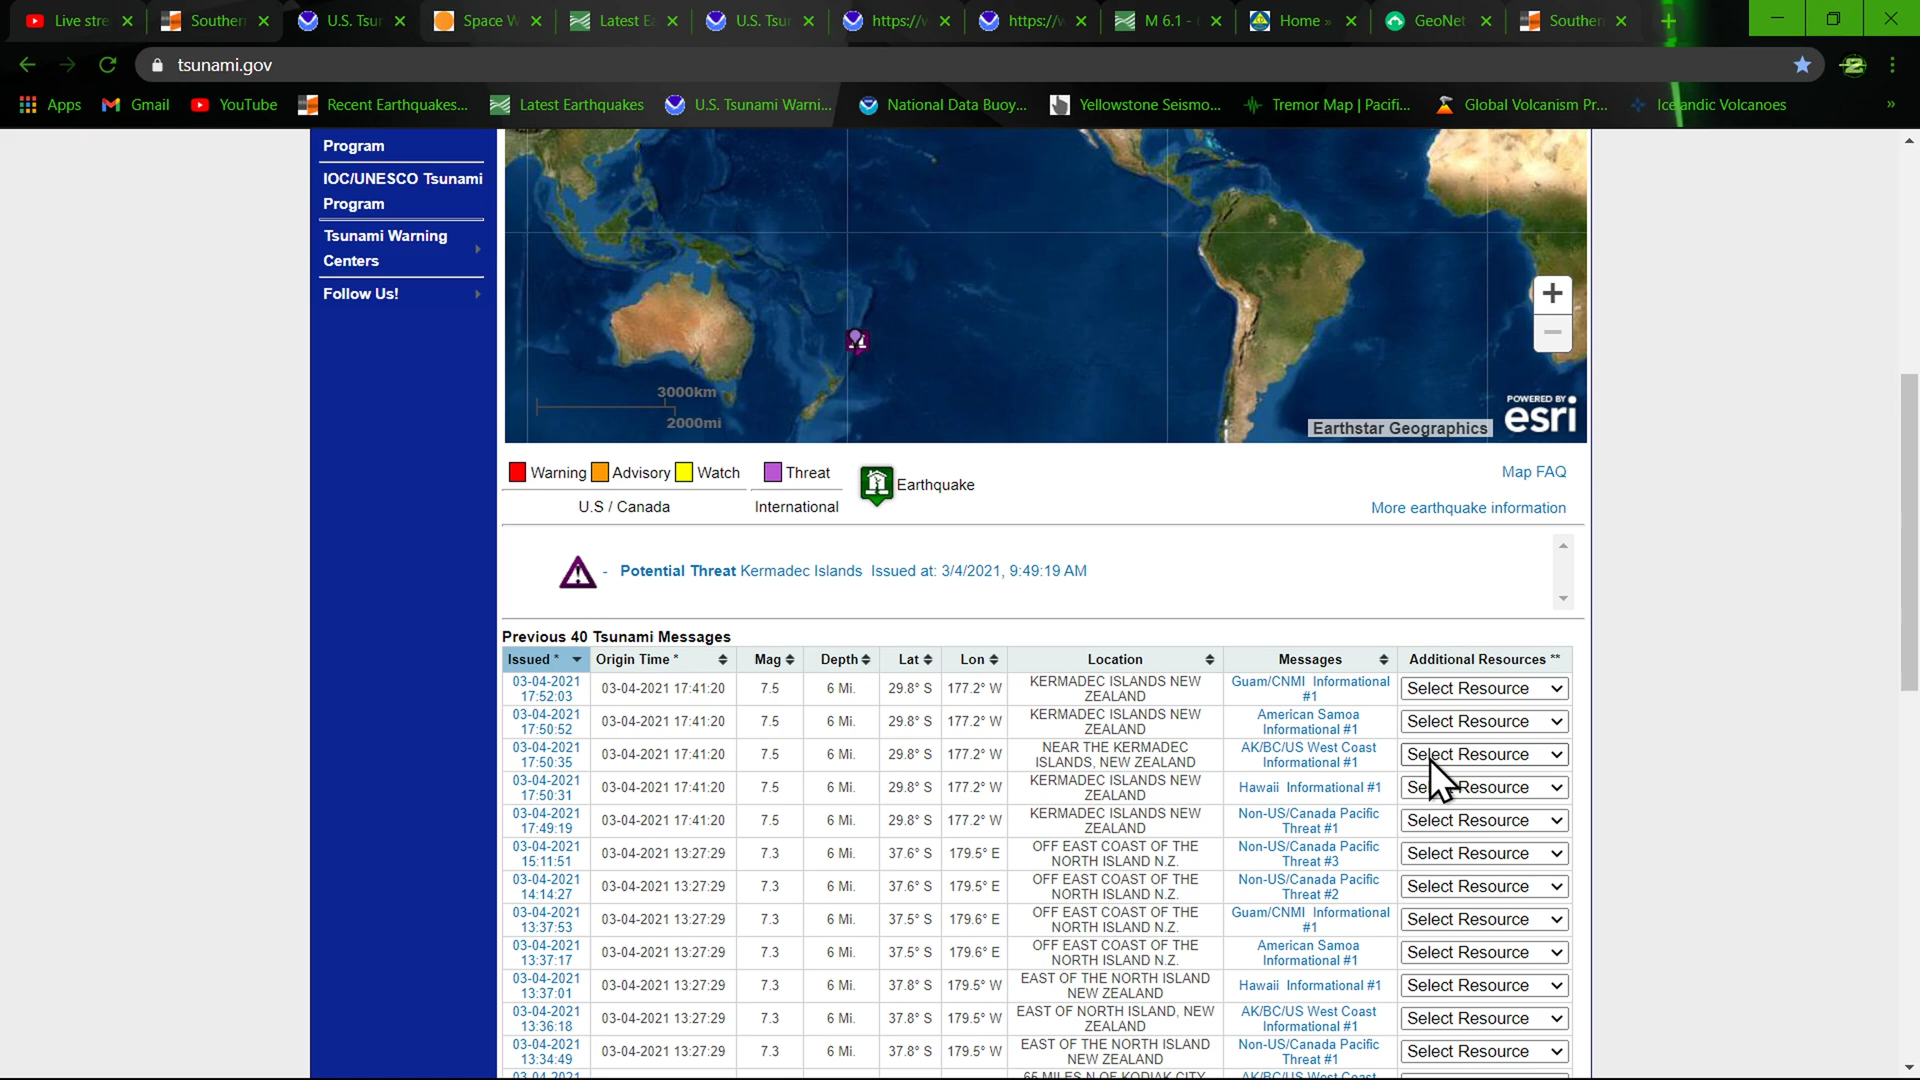 Live stre
Southern
U.S. Tsun
Space W
Latest Ea
U.S. Tsun
https://w
https://w
M 6.1 -
Home »
GeoNet
Southern
tsunami.gov
Apps
Gmail
YouTube
Recent Earthquakes...
Latest Earthquakes
U.S. Tsunami Warni...
National Data Buoy...
Yellowstone Seismo...
Tremor Map | Pacifi...
Global Volcanism Pr...
Icelandic Volcanoes
»
Program
IOC/UNESCO Tsunami
Program
Tsunami Warning
Centers
Follow Us!
3000km
2000mi
+
−
POWERED BY
esri
Earthstar Geographics
Warning Advisory Watch Threat Earthquake
U.S / Canada International
Map FAQ
More earthquake information
- Potential Threat Kermadec Islands Issued at: 3/4/2021, 9:49:19 AM
Previous 40 Tsunami Messages
Issued * Origin Time * Mag Depth Lat Lon Location Messages Additional Resources **
03-04-2021 17:52:03 03-04-2021 17:41:20 7.5 6 Mi. 29.8° S 177.2° W KERMADEC ISLANDS NEW ZEALAND Guam/CNMI Informational #1 Select Resource
03-04-2021 17:50:52 03-04-2021 17:41:20 7.5 6 Mi. 29.8° S 177.2° W KERMADEC ISLANDS NEW ZEALAND American Samoa Informational #1 Select Resource
03-04-2021 17:50:35 03-04-2021 17:41:20 7.5 6 Mi. 29.8° S 177.2° W NEAR THE KERMADEC ISLANDS, NEW ZEALAND AK/BC/US West Coast Informational #1 Select Resource
03-04-2021 17:50:31 03-04-2021 17:41:20 7.5 6 Mi. 29.8° S 177.2° W KERMADEC ISLANDS NEW ZEALAND Hawaii Informational #1 Select Resource
03-04-2021 17:49:19 03-04-2021 17:41:20 7.5 6 Mi. 29.8° S 177.2° W KERMADEC ISLANDS NEW ZEALAND Non-US/Canada Pacific Threat #1 Select Resource
03-04-2021 15:11:51 03-04-2021 13:27:29 7.3 6 Mi. 37.6° S 179.5° E OFF EAST COAST OF THE NORTH ISLAND N.Z. Non-US/Canada Pacific Threat #3 Select Resource
03-04-2021 14:14:27 03-04-2021 13:27:29 7.3 6 Mi. 37.6° S 179.5° E OFF EAST COAST OF THE NORTH ISLAND N.Z. Non-US/Canada Pacific Threat #2 Select Resource
03-04-2021 13:37:53 03-04-2021 13:27:29 7.3 6 Mi. 37.5° S 179.6° E OFF EAST COAST OF THE NORTH ISLAND N.Z. Guam/CNMI Informational #1 Select Resource
03-04-2021 13:37:17 03-04-2021 13:27:29 7.3 6 Mi. 37.5° S 179.6° E OFF EAST COAST OF THE NORTH ISLAND N.Z. American Samoa Informational #1 Select Resource
03-04-2021 13:37:01 03-04-2021 13:27:29 7.3 6 Mi. 37.8° S 179.5° W EAST OF THE NORTH ISLAND NEW ZEALAND Hawaii Informational #1 Select Resource
03-04-2021 13:36:18 03-04-2021 13:27:29 7.3 6 Mi. 37.8° S 179.5° W EAST OF NORTH ISLAND, NEW ZEALAND AK/BC/US West Coast Informational #1 Select Resource
03-04-2021 13:34:49 03-04-2021 13:27:29 7.3 6 Mi. 37.8° S 179.5° W EAST OF THE NORTH ISLAND NEW ZEALAND Non-US/Canada Pacific Threat #1 Select Resource
03-04-2021 65 MILES N OF KODIAK CITY AK/BC/US West Coast